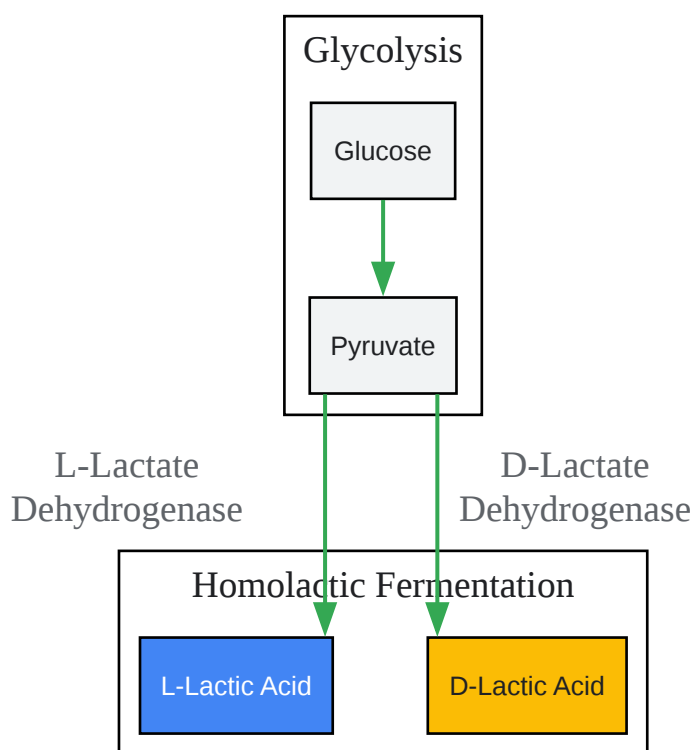 Glycolysis
Glucose
Pyruvate
L-Lactate
Dehydrogenase
D-Lactate
Dehydrogenase
Homolactic Fermentation
L-Lactic Acid
D-Lactic Acid